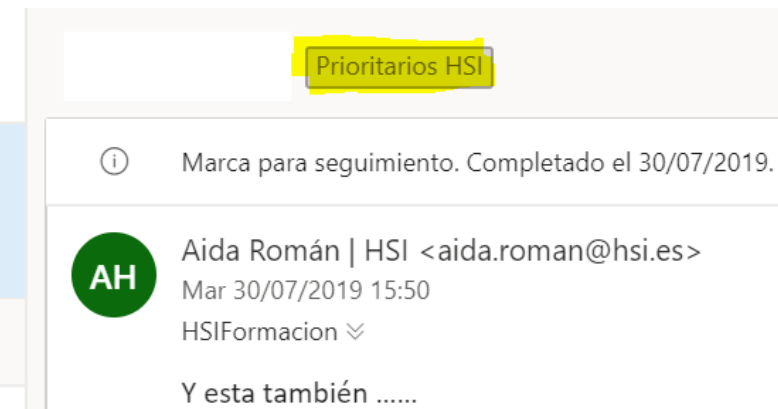 Prioritarios HSI
Marca para seguimiento. Completado el 30/07/2019.
AH
Aida Román | HSI <aida.roman@hsi.es>
Mar 30/07/2019 15:50
HSIFormacion
Y esta también ......